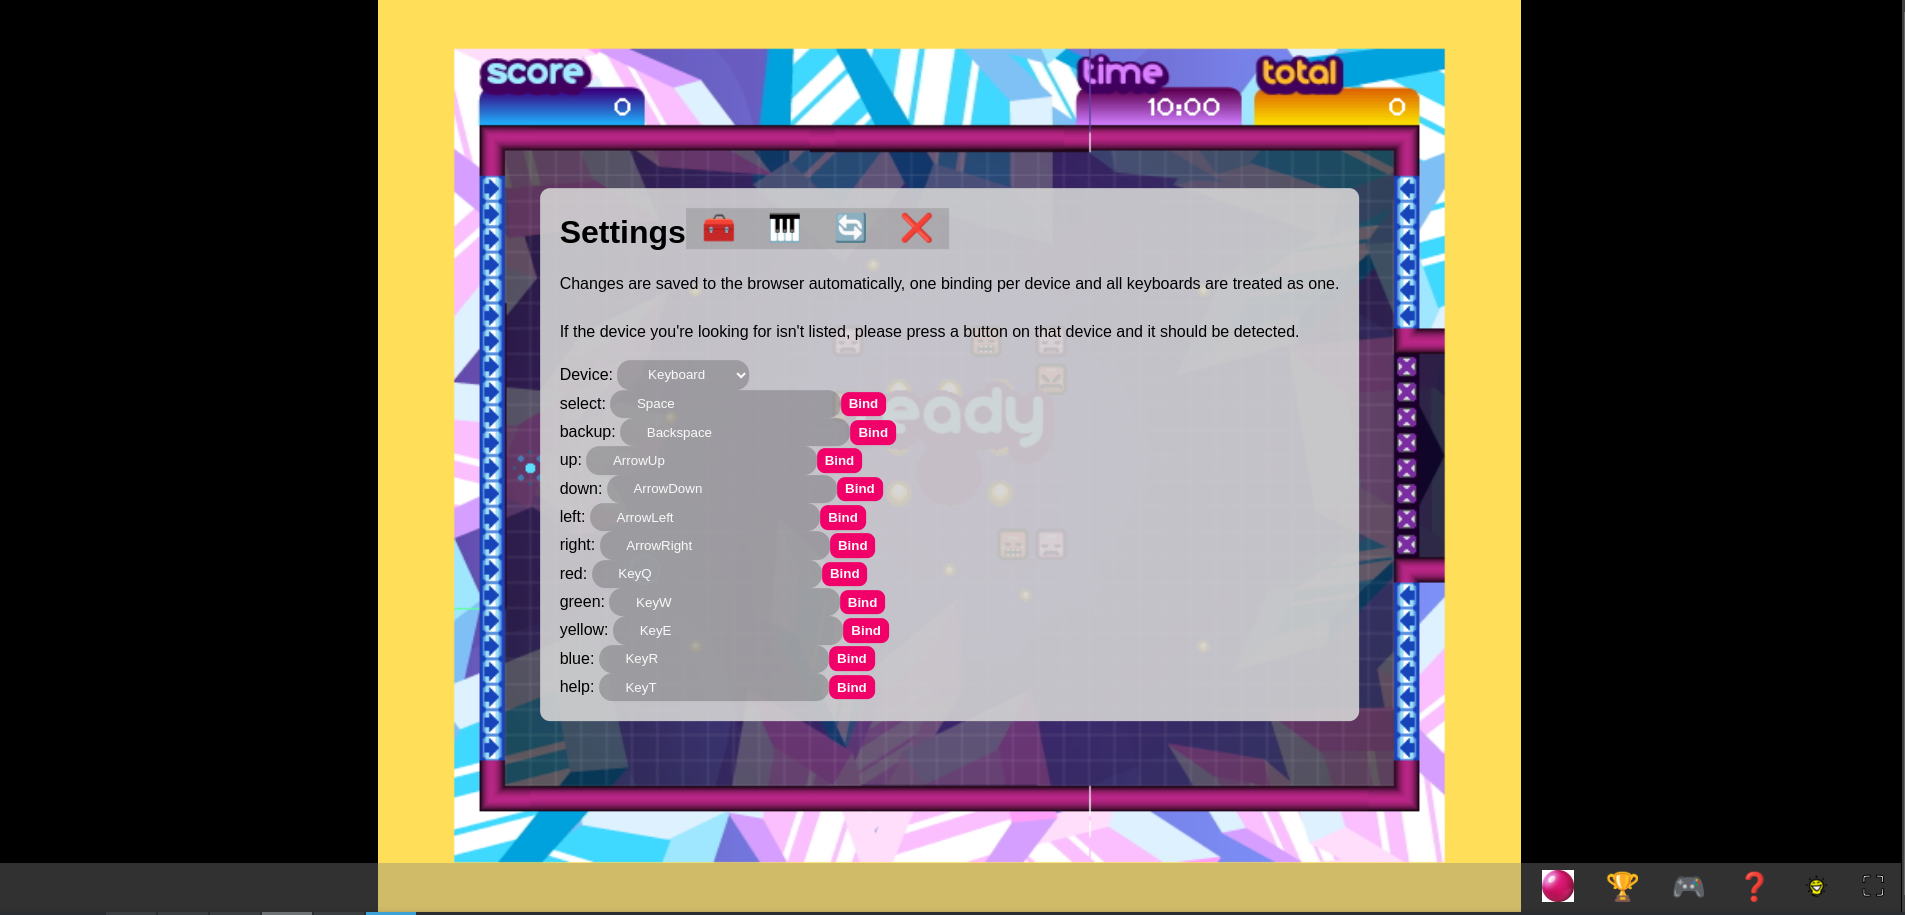 score
time
total
0
10:00
0
Settings
Changes are saved to the browser automatically, one binding per device and all keyboards are treated as one.
If the device you're looking for isn't listed, please press a button on that device and it should be detected.
Device: Keyboard
select: Space Bind
backup: Backspace Bind
up: ArrowUp Bind
down: ArrowDown Bind
left: ArrowLeft Bind
right: ArrowRight Bind
red: KeyQ Bind
green: KeyW Bind
yellow: KeyE Bind
blue: KeyR Bind
help: KeyT Bind
eady